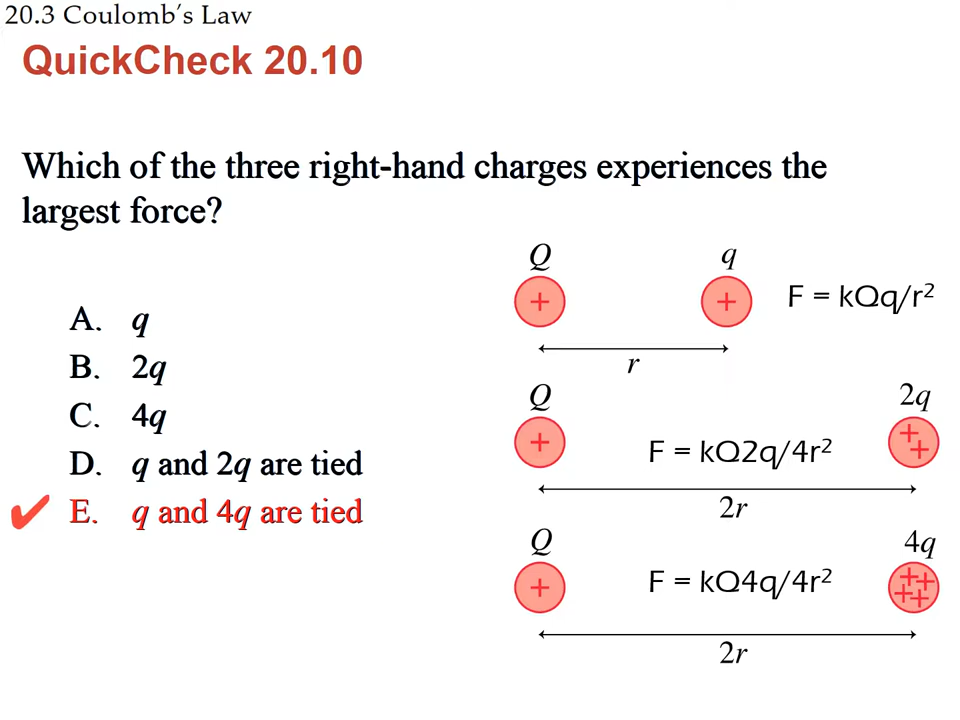 20.3 Coulomb's Law
QuickCheck 20.10
Which of the three right-hand charges experiences the
largest force?
A. q
B. 2q
C. 4q
D. q and 2q are tied
✔ E. q and 4q are tied
Q q
+ + F = kQq/r²
r
Q 2q
+ F = kQ2q/4r² ++
2r
Q 4q
+ F = kQ4q/4r² ++++
2r